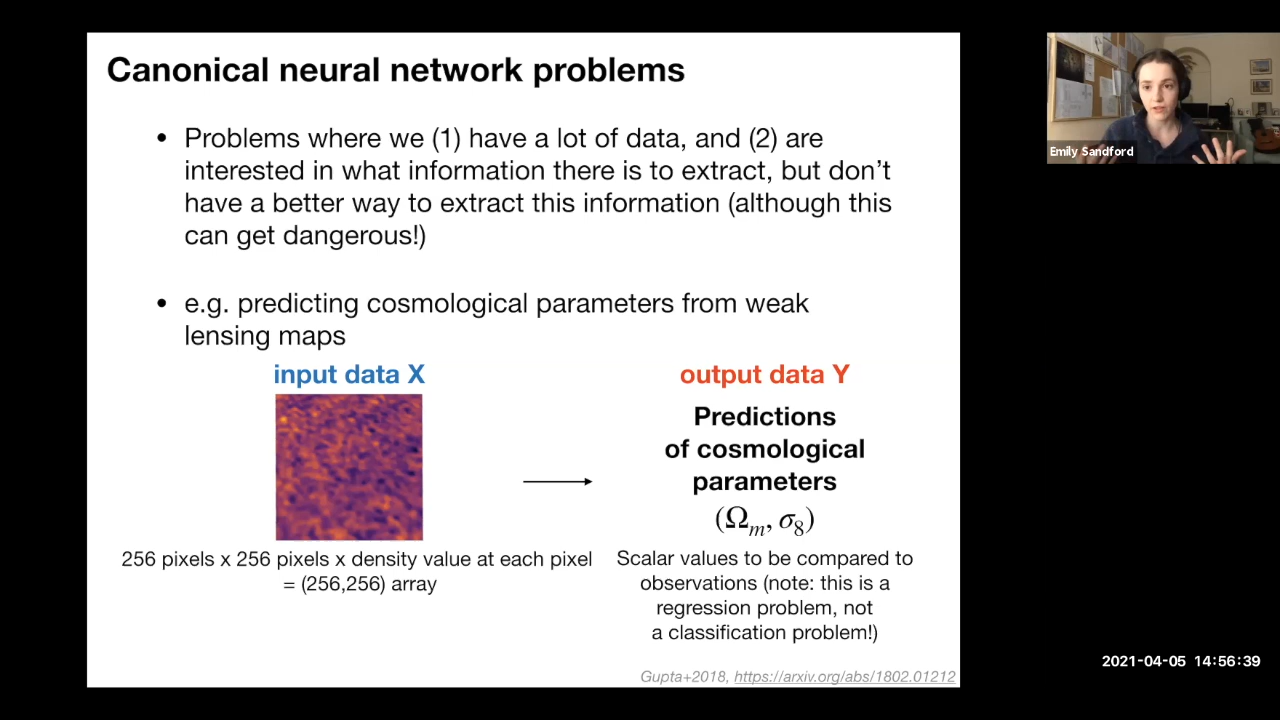 Canonical neural network problems
• Problems where we (1) have a lot of data, and (2) are
interested in what information there is to extract, but don't
have a better way to extract this information (although this
can get dangerous!)
• e.g. predicting cosmological parameters from weak
lensing maps
input data X
256 pixels x 256 pixels x density value at each pixel
= (256,256) array
output data Y
Predictions
of cosmological
parameters
(Ωm, σ8)
Scalar values to be compared to
observations (note: this is a
regression problem, not
a classification problem!)
Gupta+2018, https://arxiv.org/abs/1802.01212
Emily Sandford
2021-04-05 14:56:39